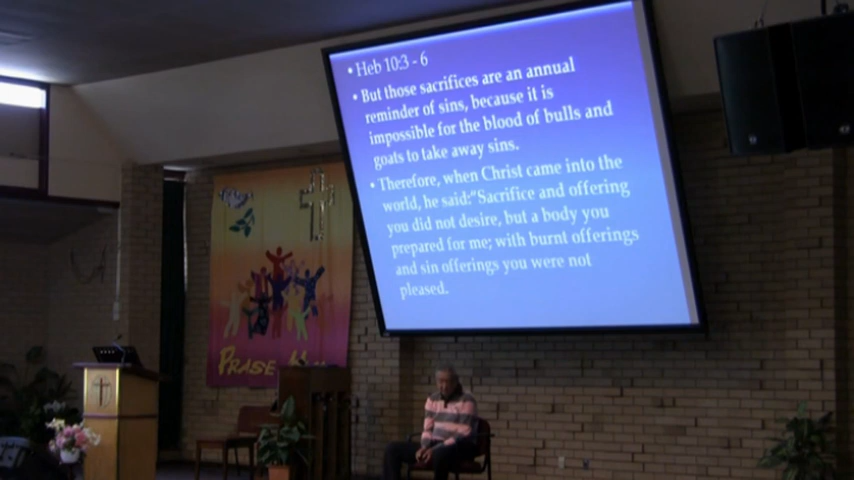 • Heb 10:3 - 6
• But those sacrifices are an annual
reminder of sins, because it is
impossible for the blood of bulls and
goats to take away sins.
• Therefore, when Christ came into the
world, he said:"Sacrifice and offering
you did not desire, but a body you
prepared for me; with burnt offerings
and sin offerings you were not
pleased.
PRAISE